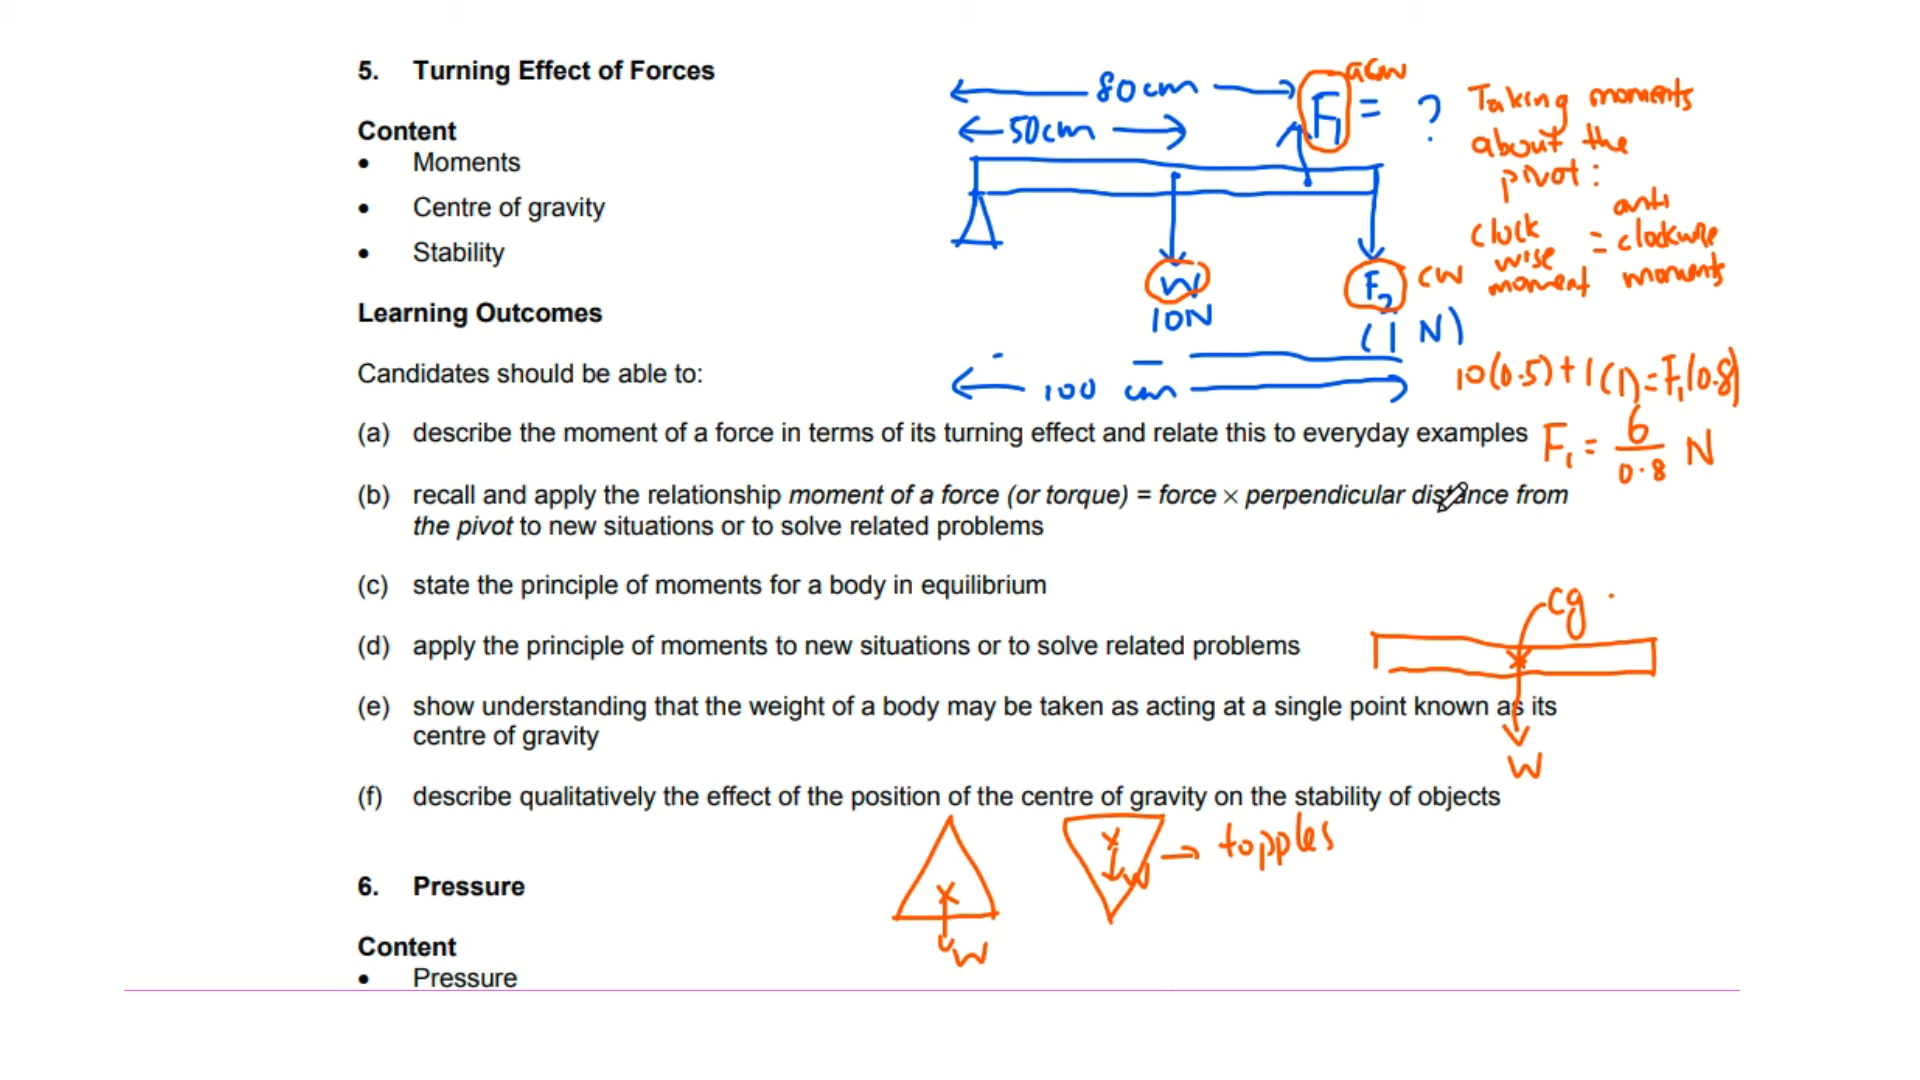 5. Turning Effect of Forces
Content
• Moments
• Centre of gravity
• Stability
Learning Outcomes
Candidates should be able to:
(a) describe the moment of a force in terms of its turning effect and relate this to everyday examples
(b) recall and apply the relationship moment of a force (or torque) = force × perpendicular distance from
the pivot to new situations or to solve related problems
(c) state the principle of moments for a body in equilibrium
(d) apply the principle of moments to new situations or to solve related problems
(e) show understanding that the weight of a body may be taken as acting at a single point known as its
centre of gravity
(f) describe qualitatively the effect of the position of the centre of gravity on the stability of objects
6. Pressure
Content
• Pressure
80cm
50cm
acw
F₁ = ?
W
10N
F₂ cw
(1 N)
100 cm
Taking moments
about the
pivot:
clock
wise
moment
=
anti
clockwise
moments
10(0.5)+1(1)=F₁(0.8)
F₁ = 6/0.8 N
cg
W
W
W → topples